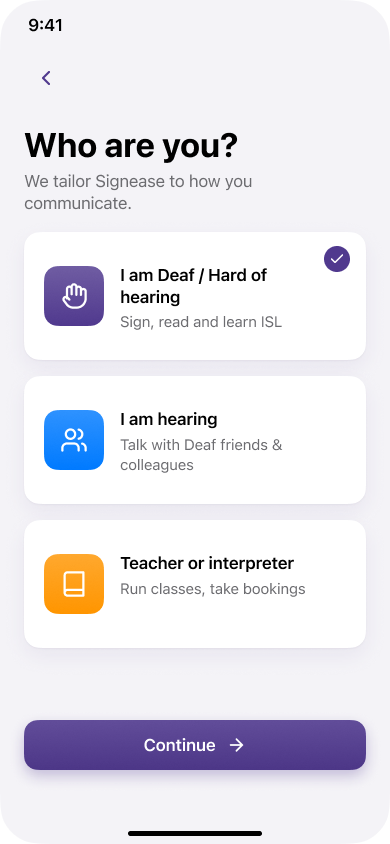 9:41
Who are you?
We tailor Signease to how you
communicate.
I am Deaf / Hard of
hearing
Sign, read and learn ISL
I am hearing
Talk with Deaf friends &
colleagues
Teacher or interpreter
Run classes, take bookings
Continue